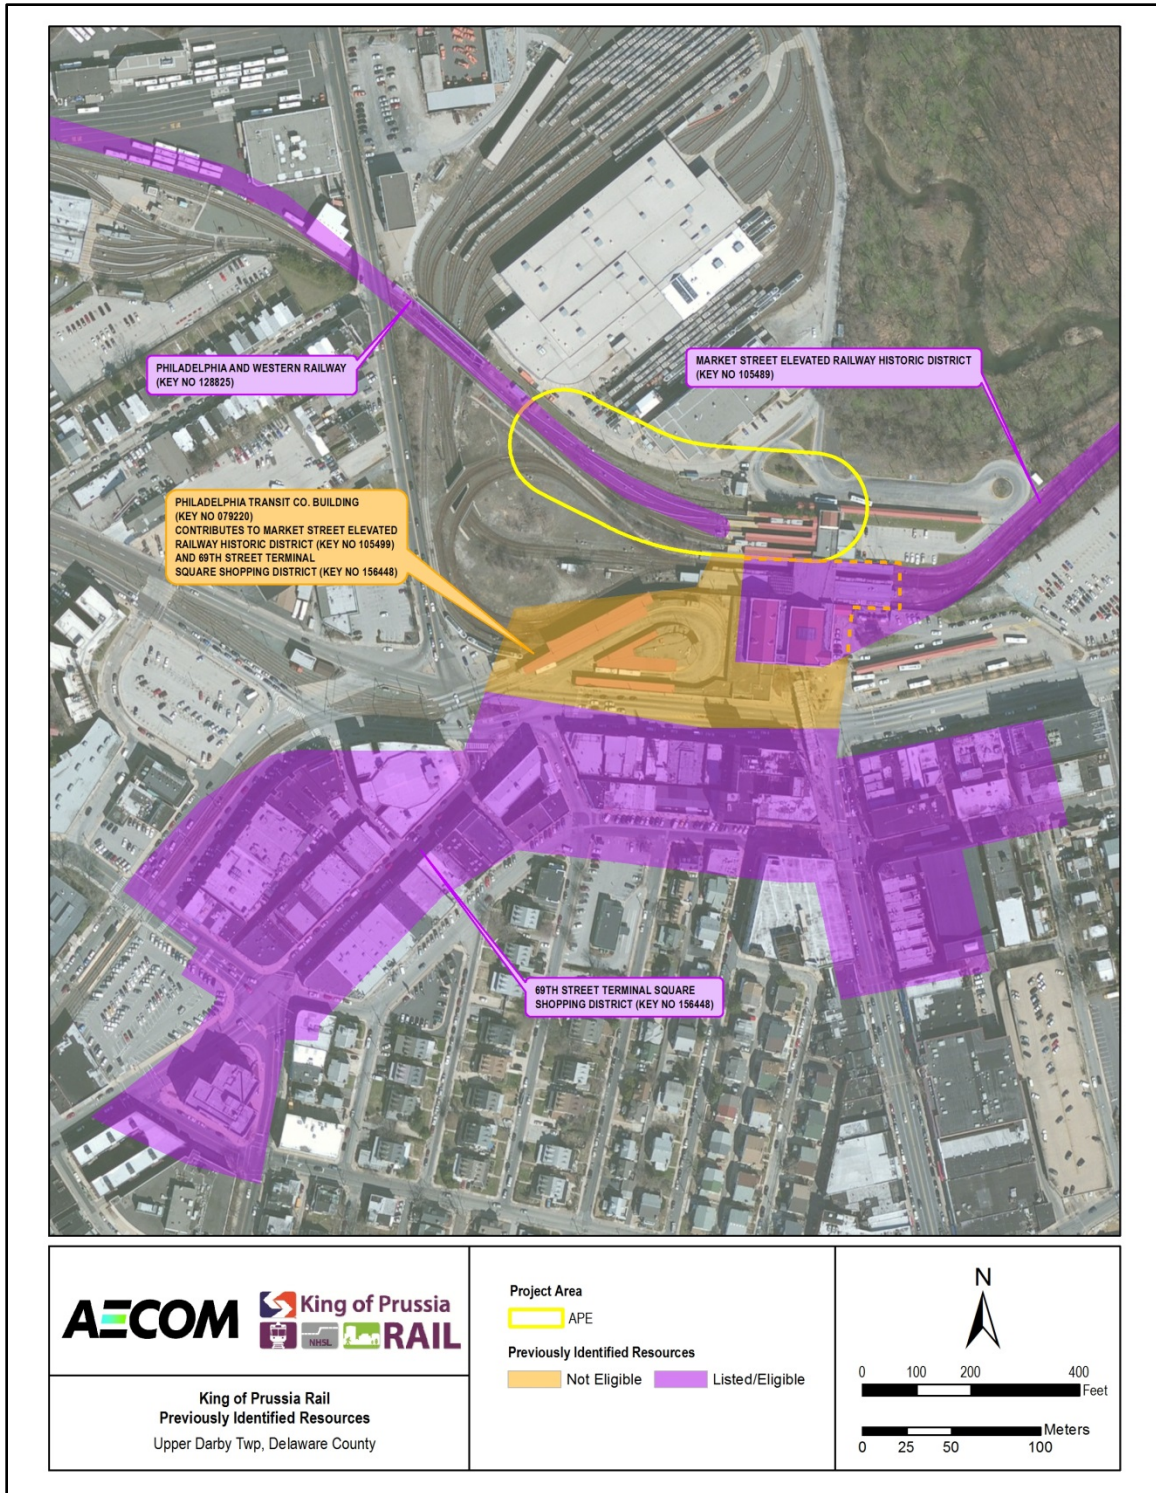 PHILADELPHIA AND WESTERN RAILWAY
(KEY NO 128825)
MARKET STREET ELEVATED RAILWAY HISTORIC DISTRICT
(KEY NO 105489)
PHILADELPHIA TRANSIT CO. BUILDING
(KEY NO 079220)
CONTRIBUTES TO MARKET STREET ELEVATED
RAILWAY HISTORIC DISTRICT (KEY NO 105499)
AND 69TH STREET TERMINAL
SQUARE SHOPPING DISTRICT (KEY NO 156448)
69TH STREET TERMINAL SQUARE
SHOPPING DISTRICT (KEY NO 156448)
AECOM
King of Prussia
NHSL
RAIL
King of Prussia Rail
Previously Identified Resources
Upper Darby Twp, Delaware County
Project Area
APE
Previously Identified Resources
Not Eligible Listed/Eligible
N
0 100 200 400
Feet
Meters
0 25 50 100